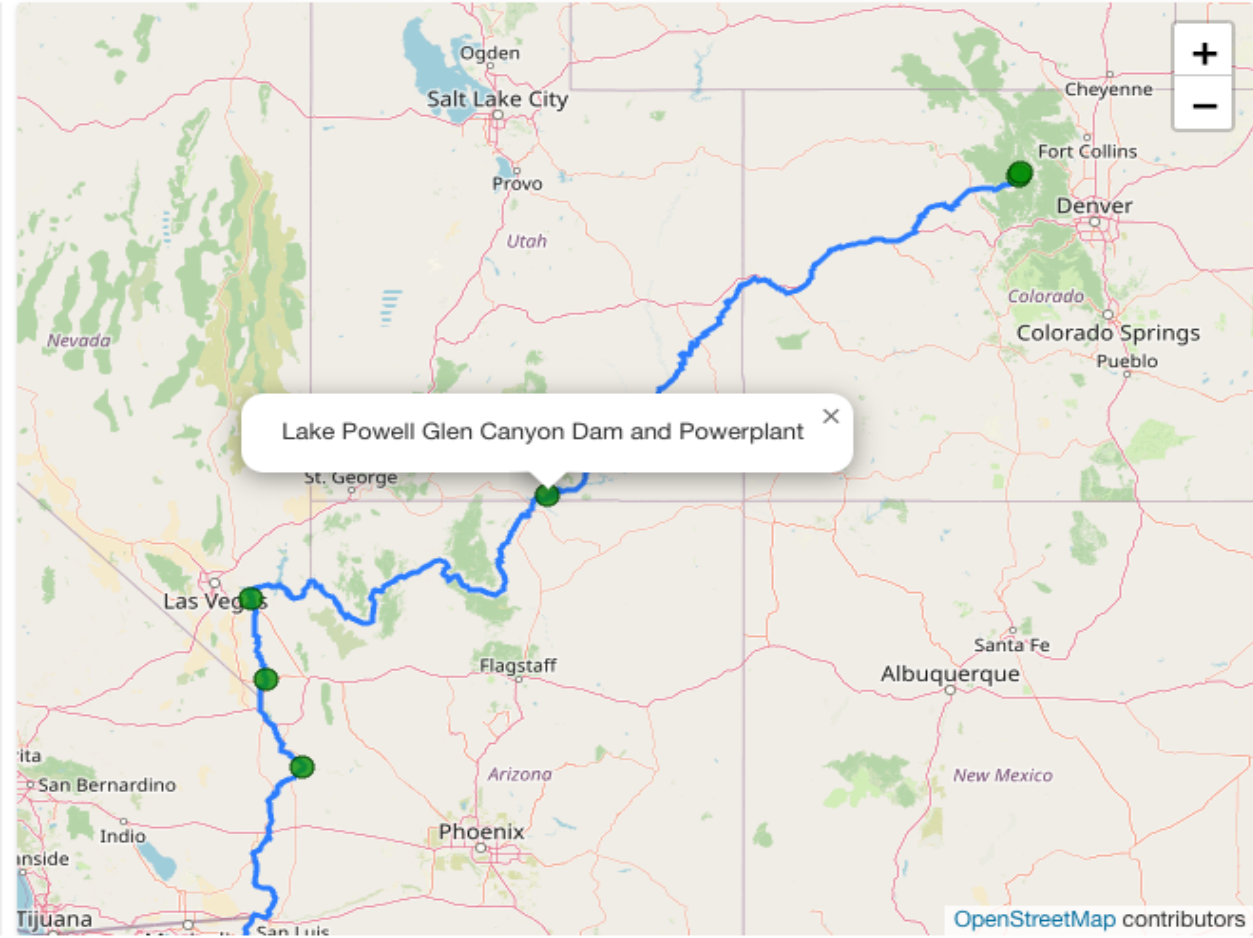 Ogden
+
Salt Lake City
Cheyenne
−
Fort Collins
Provo
Denver
Utah
Colorado
Nevada
Colorado Springs
Pueblo
Lake Powell Glen Canyon Dam and Powerplant ×
St. George
Las Vegas
Santa Fe
Flagstaff
Albuquerque
San Bernardino
Arizona
New Mexico
Indio
Phoenix
Tijuana
San Luis
OpenStreetMap contributors